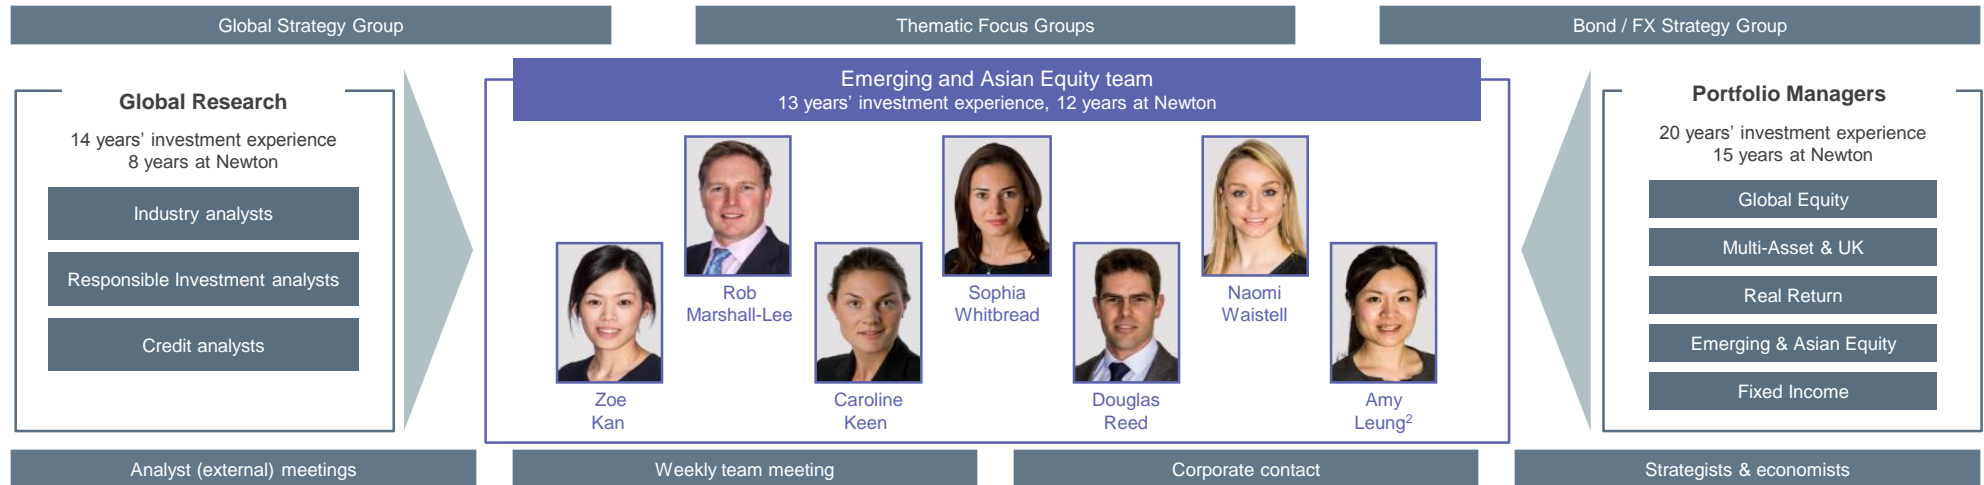 Global Strategy Group
Thematic Focus Groups
Bond / FX Strategy Group
Global Research
14 years' investment experience
8 years at Newton
Industry analysts
Responsible Investment analysts
Credit analysts
Emerging and Asian Equity team
13 years' investment experience, 12 years at Newton
Rob
Marshall-Lee
Sophia
Whitbread
Naomi
Waistell
Zoe
Kan
Caroline
Keen
Douglas
Reed
Amy
Leung²
Portfolio Managers
20 years' investment experience
15 years at Newton
Global Equity
Multi-Asset & UK
Real Return
Emerging & Asian Equity
Fixed Income
Analyst (external) meetings
Weekly team meeting
Corporate contact
Strategists & economists